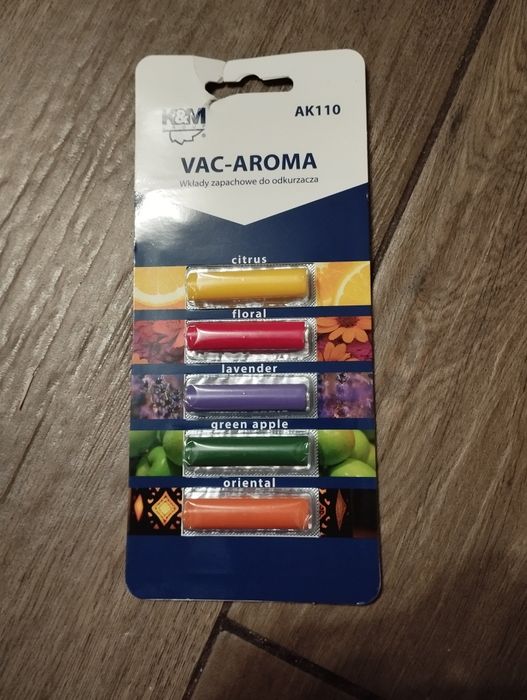 K&M
AK110
VAC-AROMA
Wkłady zapachowe do odkurzacza
citrus
floral
lavender
green apple
oriental